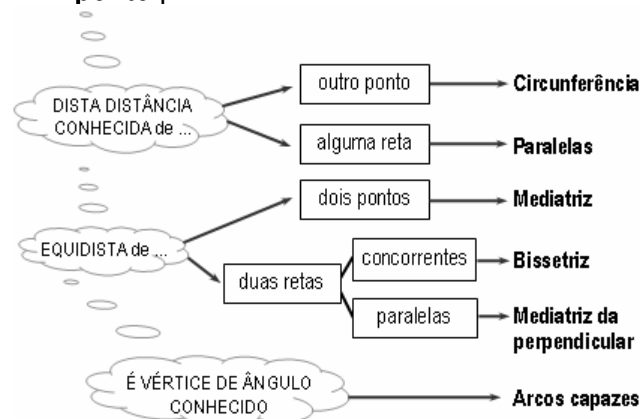 DISTA DISTÂNCIA
CONHECIDA de ...
outro ponto
Circunferência
alguma reta
Paralelas
EQUIDISTA de ...
dois pontos
Mediatriz
duas retas
concorrentes
Bissetriz
paralelas
Mediatriz da
perpendicular
É VÉRTICE DE ÂNGULO
CONHECIDO
Arcos capazes